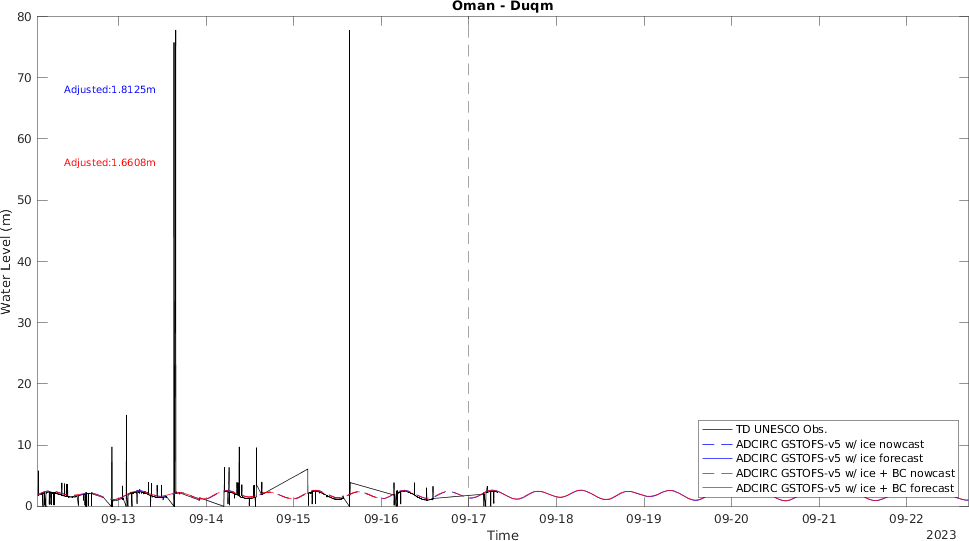 Oman - Duqm
80
70
60
50
40
30
20
10
0
Water Level (m)
Adjusted:1.8125m
Adjusted:1.6608m
TD UNESCO Obs.
ADCIRC GSTOFS-v5 w/ ice nowcast
ADCIRC GSTOFS-v5 w/ ice forecast
ADCIRC GSTOFS-v5 w/ ice + BC nowcast
ADCIRC GSTOFS-v5 w/ ice + BC forecast
09-13 09-14 09-15 09-16 09-17 09-18 09-19 09-20 09-21 09-22
Time
2023